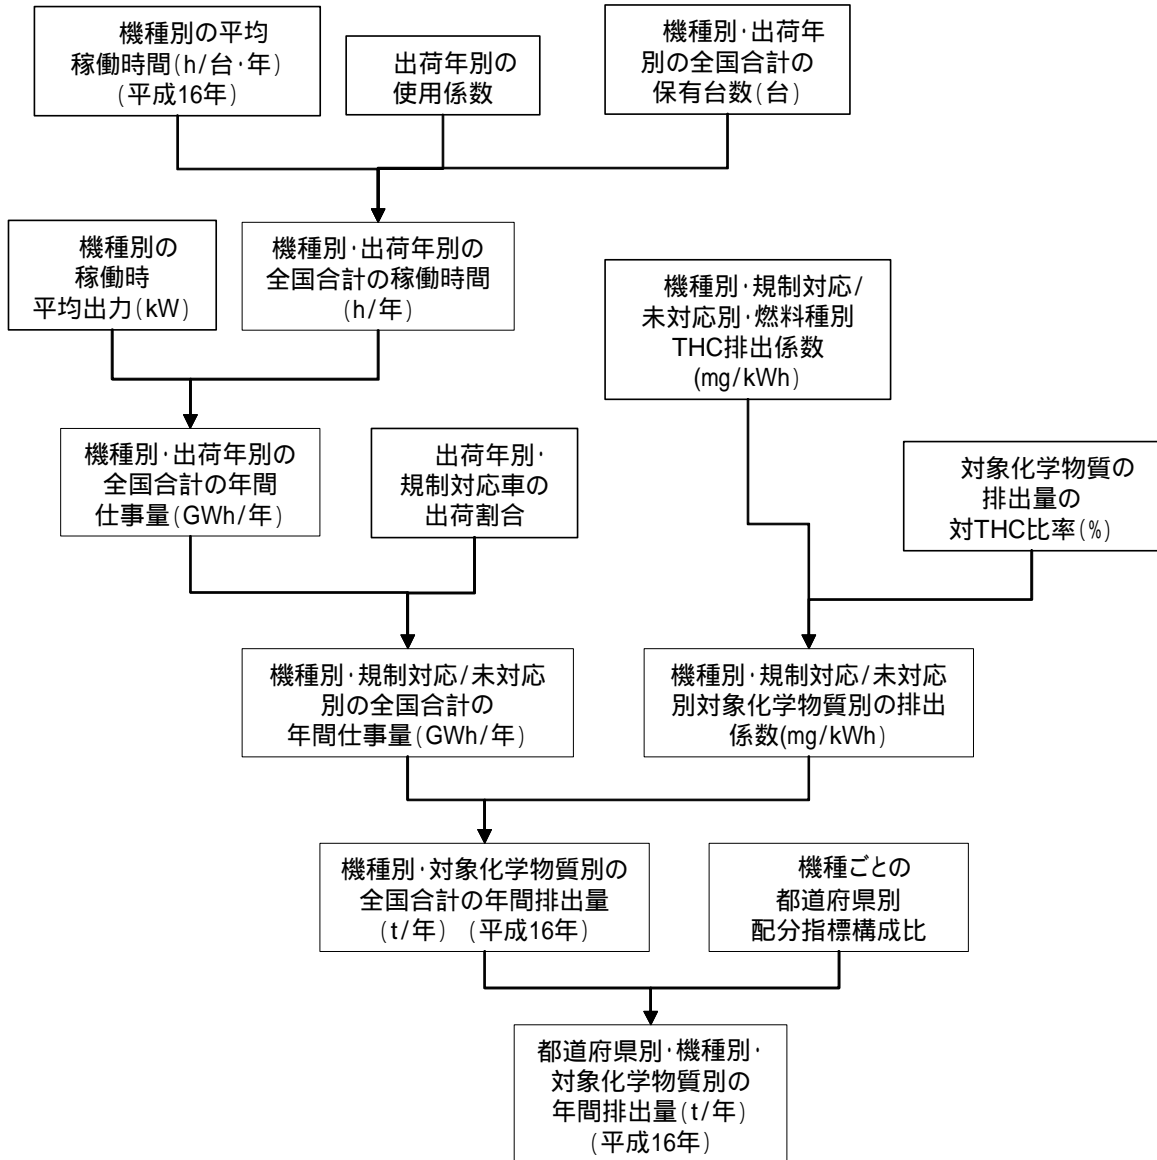 機種別の平均
稼働時間(h/台・年)
(平成16年)
出荷年別の
使用係数
機種別・出荷年
別の全国合計の
保有台数(台)
機種別の
稼働時
平均出力(kW)
機種別・出荷年別の
全国合計の稼働時間
(h/年)
機種別・規制対応/
未対応別・燃料種別
THC排出係数
(mg/kWh)
機種別・出荷年別の
全国合計の年間
仕事量(GWh/年)
出荷年別・
規制対応車の
出荷割合
対象化学物質の
排出量の
対THC比率(%)
機種別・規制対応/未対応
別の全国合計の
年間仕事量(GWh/年)
機種別・規制対応/未対応
別対象化学物質別の排出
係数(mg/kWh)
機種別・対象化学物質別の
全国合計の年間排出量
(t/年) (平成16年)
機種ごとの
都道府県別
配分指標構成比
都道府県別・機種別・
対象化学物質別の
年間排出量(t/年)
(平成16年)